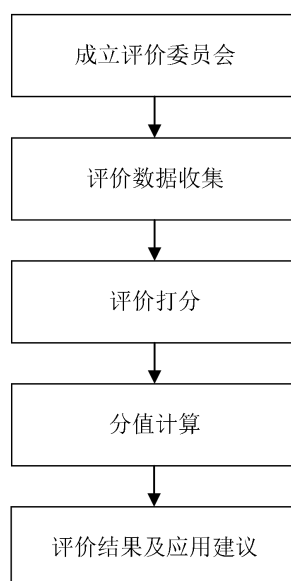 成立评价委员会
评价数据收集
评价打分
分值计算
评价结果及应用建议